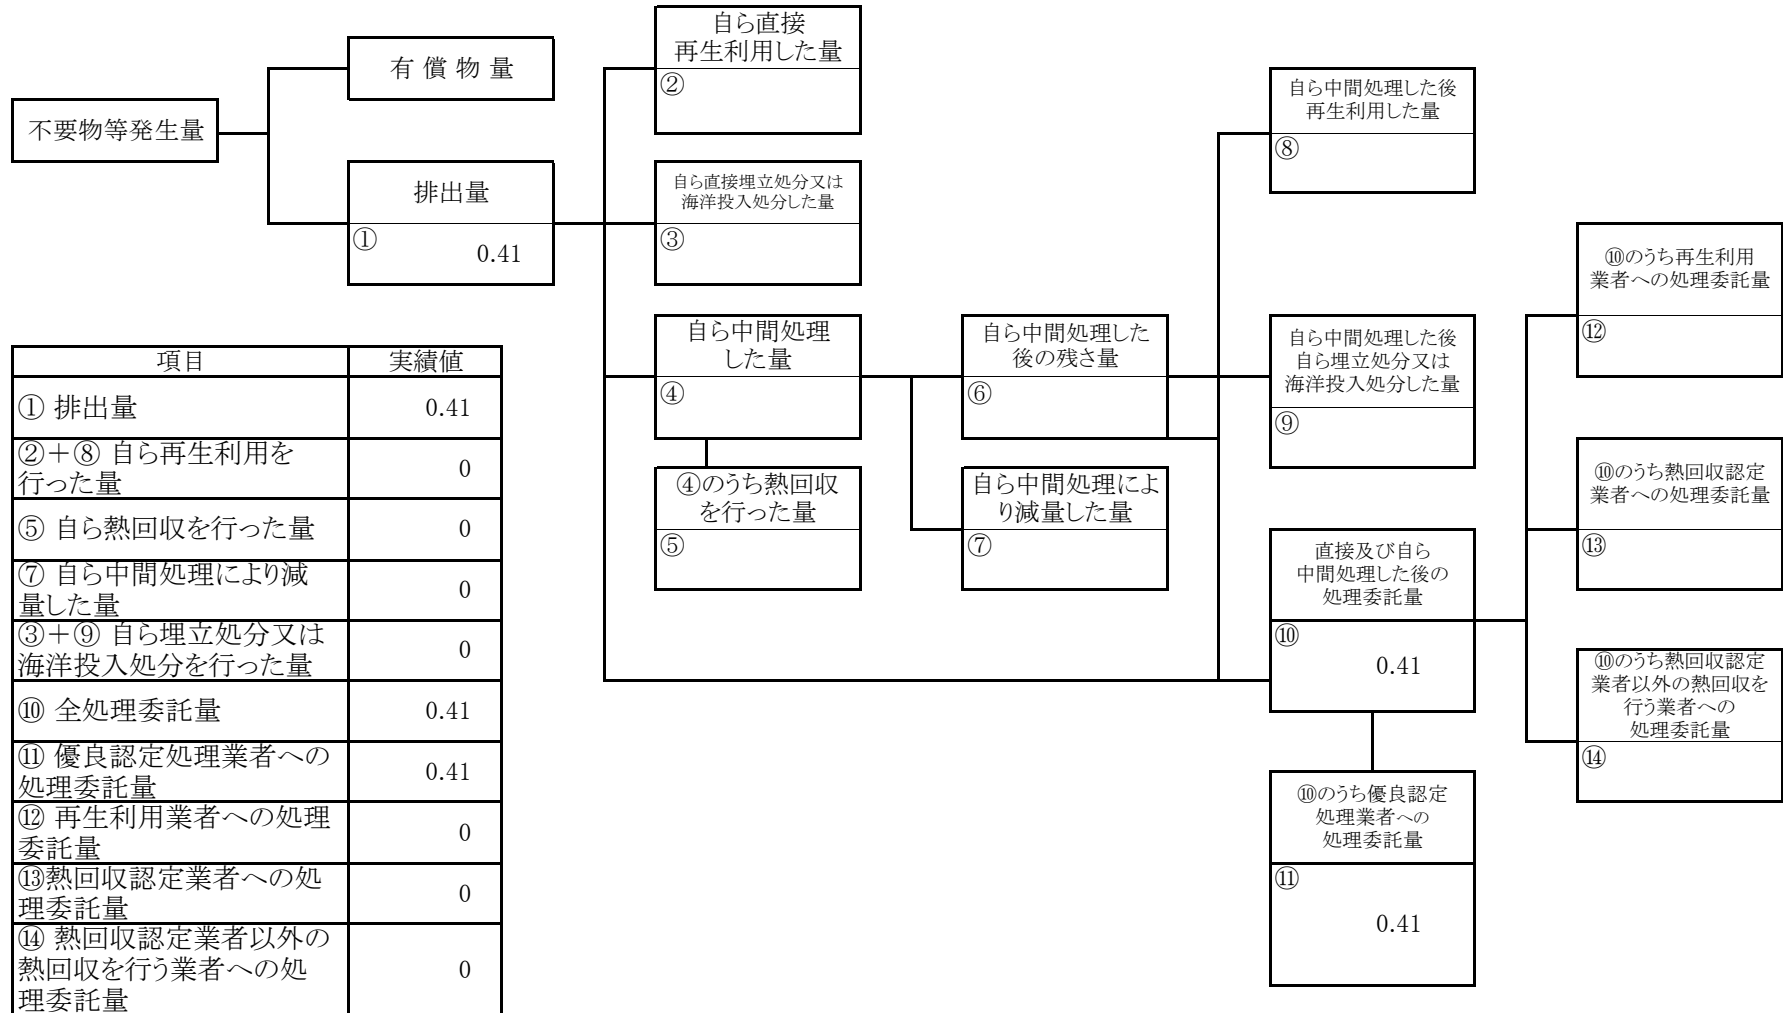 不要物等発生量
有償物量
排出量
①
0.41
自ら直接
再生利用した量
②
自ら直接埋立処分又は
海洋投入処分した量
③
自ら中間処理
した量
④
④のうち熱回収
を行った量
⑤
自ら中間処理した
後の残さ量
⑥
自ら中間処理によ
り減量した量
⑦
自ら中間処理した後
再生利用した量
⑧
自ら中間処理した後
自ら埋立処分又は
海洋投入処分した量
⑨
直接及び自ら
中間処理した後の
処理委託量
⑩
0.41
⑩のうち優良認定
処理業者への
処理委託量
⑪
0.41
⑩のうち再生利用
業者への処理委託量
⑫
⑩のうち熱回収認定
業者への処理委託量
⑬
⑩のうち熱回収認定
業者以外の熱回収を
行う業者への
処理委託量
⑭
項目 実績値
① 排出量 0.41
②＋⑧ 自ら再生利用を
行った量 0
⑤ 自ら熱回収を行った量 0
⑦ 自ら中間処理により減
量した量 0
③＋⑨ 自ら埋立処分又は
海洋投入処分を行った量 0
⑩ 全処理委託量 0.41
⑪ 優良認定処理業者への
処理委託量 0.41
⑫ 再生利用業者への処理
委託量 0
⑬熱回収認定業者への処
理委託量 0
⑭ 熱回収認定業者以外の
熱回収を行う業者への処 0
理委託量